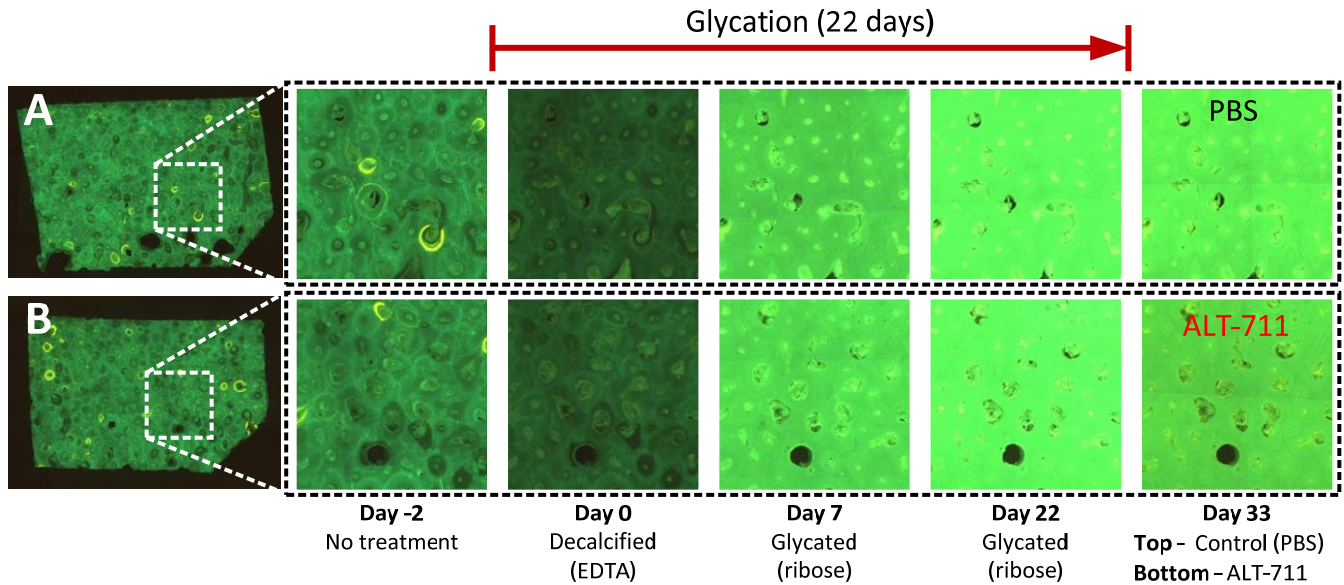 Glycation (22 days)
A
PBS
B
ALT-711
Day -2
No treatment
Day 0
Decalcified
(EDTA)
Day 7
Glycated
(ribose)
Day 22
Glycated
(ribose)
Day 33
Top - Control (PBS)
Bottom - ALT-711